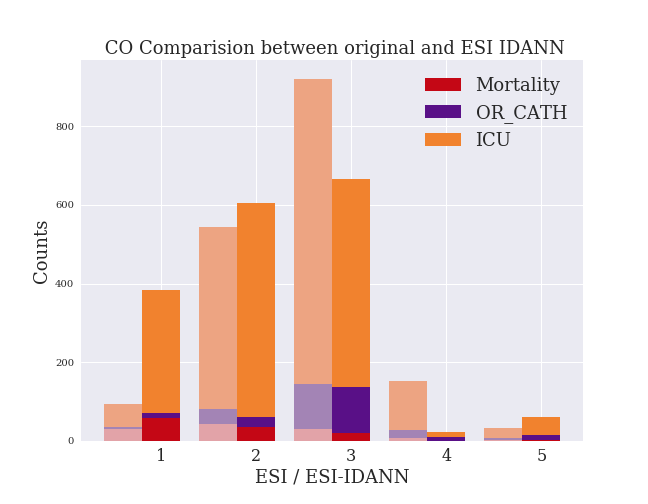 CO Comparision between original and ESI IDANN
Mortality
OR_CATH
ICU
Counts
800
600
400
200
0
1 2 3 4 5
ESI / ESI-IDANN